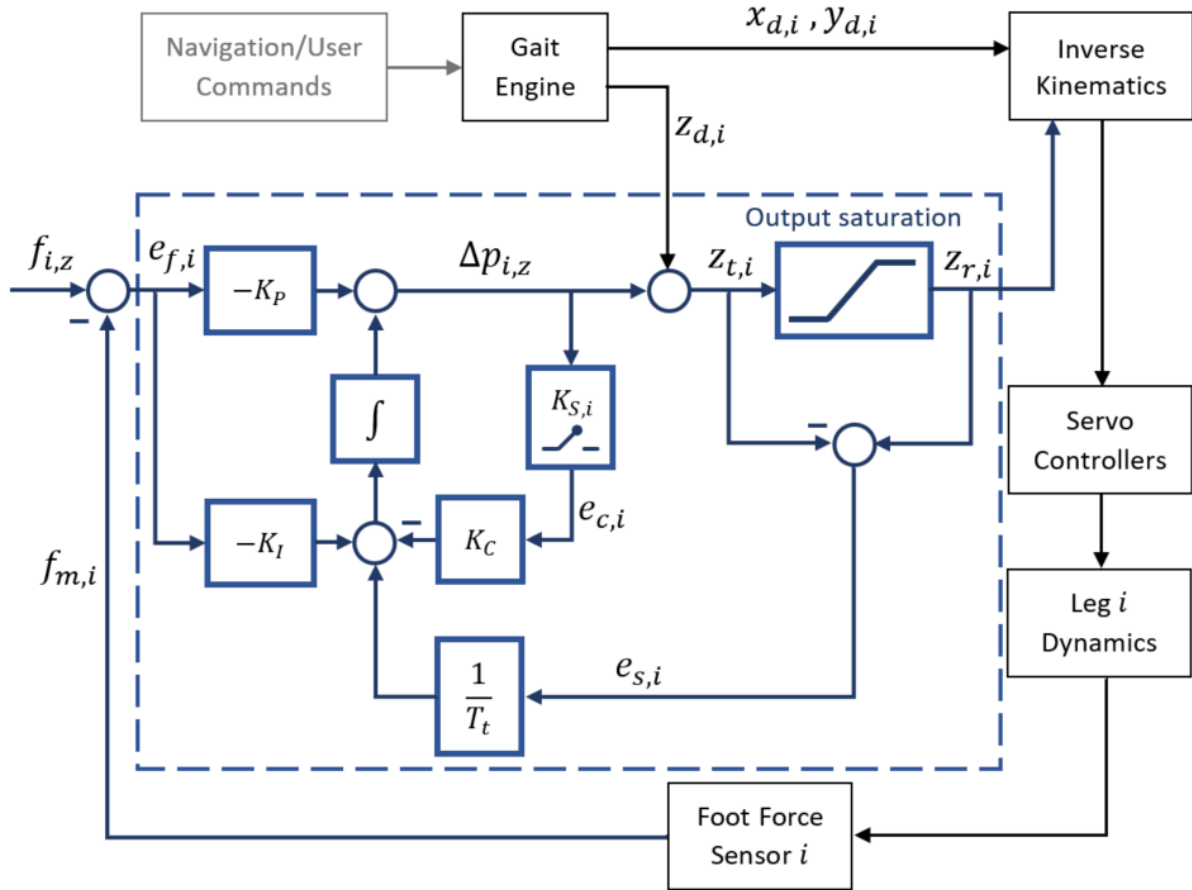 Navigation/User
Commands
Gait
Engine
x_{d,i} , y_{d,i}
Inverse
Kinematics
z_{d,i}
Output saturation
f_{i,z}
e_{f,i}
−K_P
Δp_{i,z}
z_{t,i}
z_{r,i}
−
∫
K_{S,i}
−
Servo
Controllers
−K_I
−
K_C
e_{c,i}
f_{m,i}
Leg i
Dynamics
1
T_t
e_{s,i}
Foot Force
Sensor i